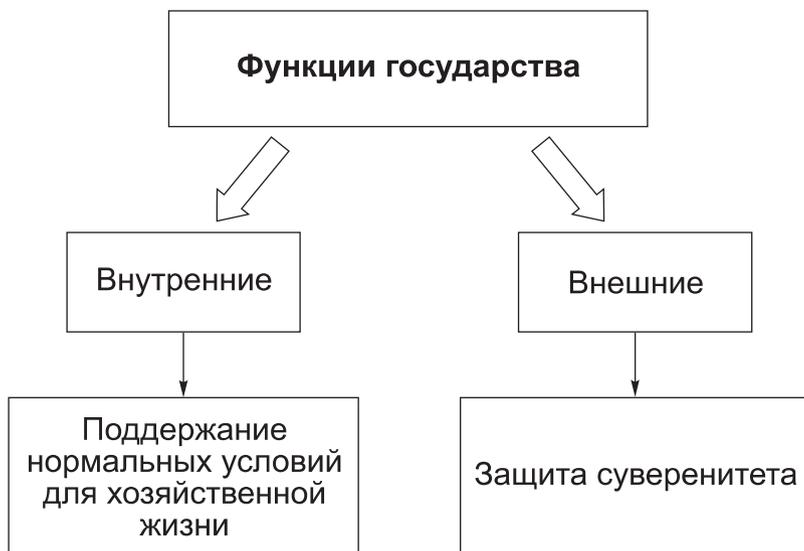 Функции государства
Внутренние
Внешние
Поддержание
нормальных условий
для хозяйственной
жизни
Защита суверенитета